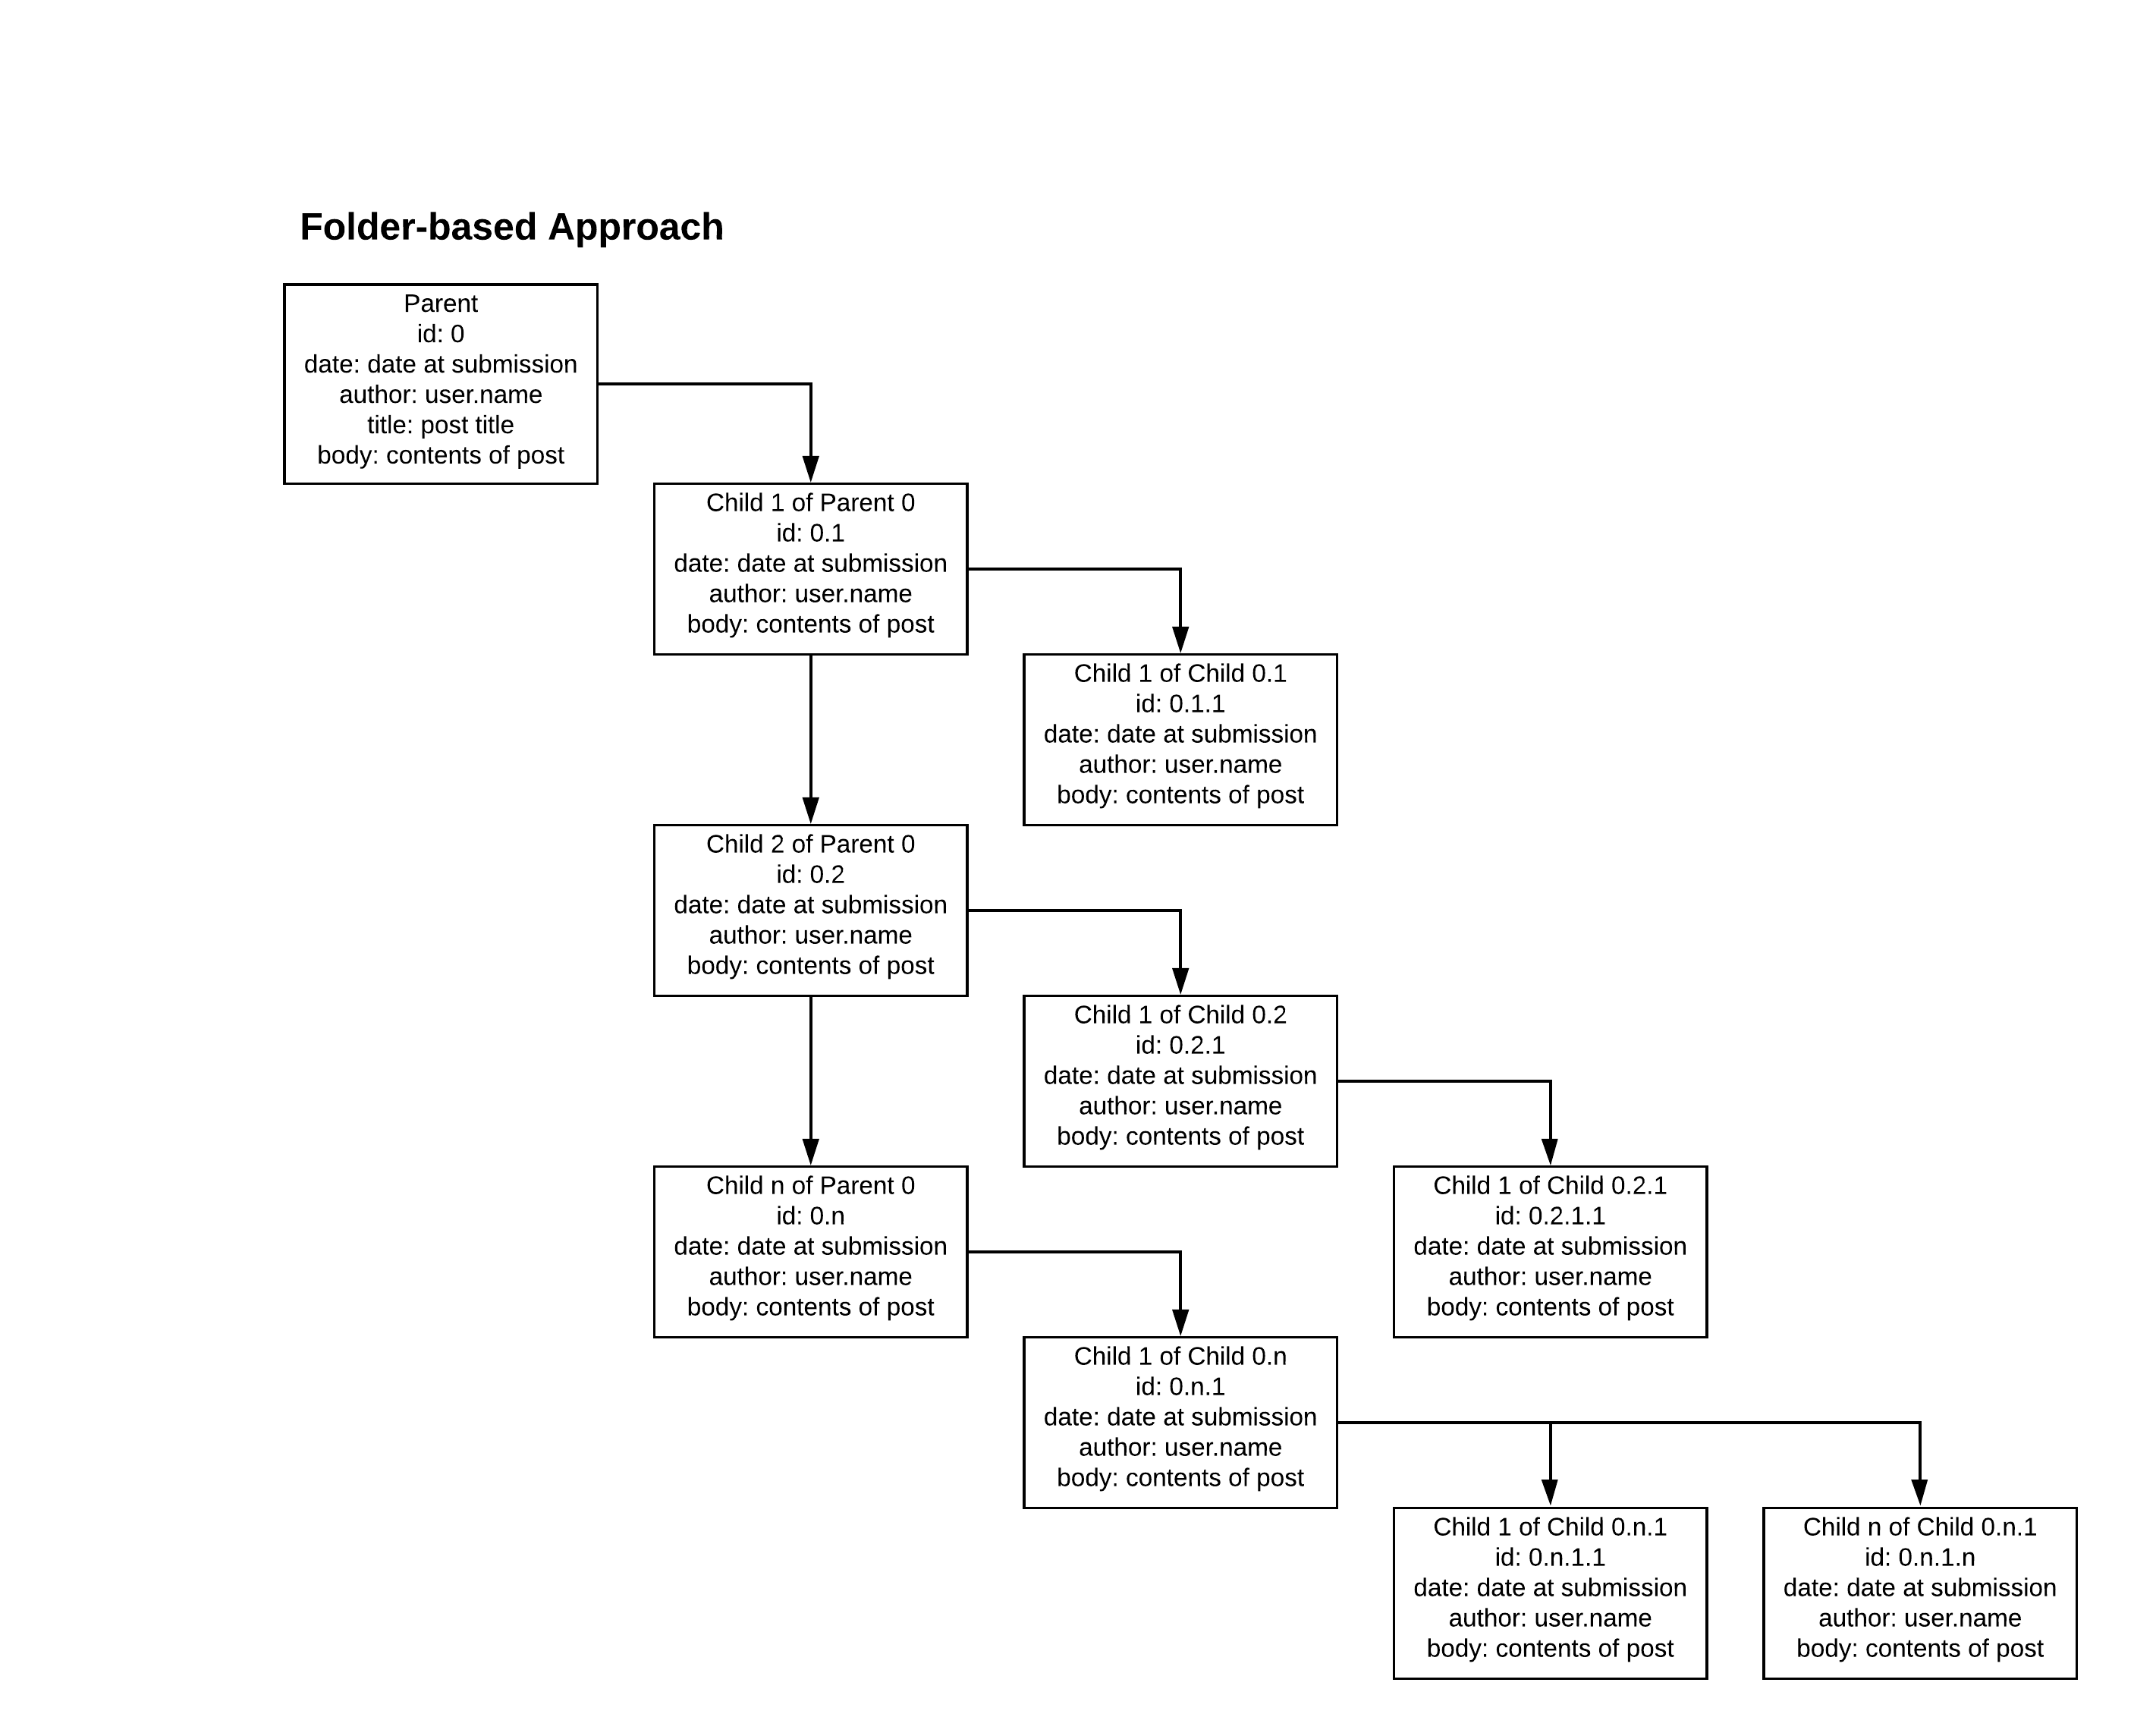 Folder-based Approach
Parent
id: 0
date: date at submission
author: user.name
title: post title
body: contents of post
Child 1 of Parent 0
id: 0.1
date: date at submission
author: user.name
body: contents of post
Child 1 of Child 0.1
id: 0.1.1
date: date at submission
author: user.name
body: contents of post
Child 2 of Parent 0
id: 0.2
date: date at submission
author: user.name
body: contents of post
Child 1 of Child 0.2
id: 0.2.1
date: date at submission
author: user.name
body: contents of post
Child n of Parent 0
id: 0.n
date: date at submission
author: user.name
body: contents of post
Child 1 of Child 0.2.1
id: 0.2.1.1
date: date at submission
author: user.name
body: contents of post
Child 1 of Child 0.n
id: 0.n.1
date: date at submission
author: user.name
body: contents of post
Child 1 of Child 0.n.1
id: 0.n.1.1
date: date at submission
author: user.name
body: contents of post
Child n of Child 0.n.1
id: 0.n.1.n
date: date at submission
author: user.name
body: contents of post